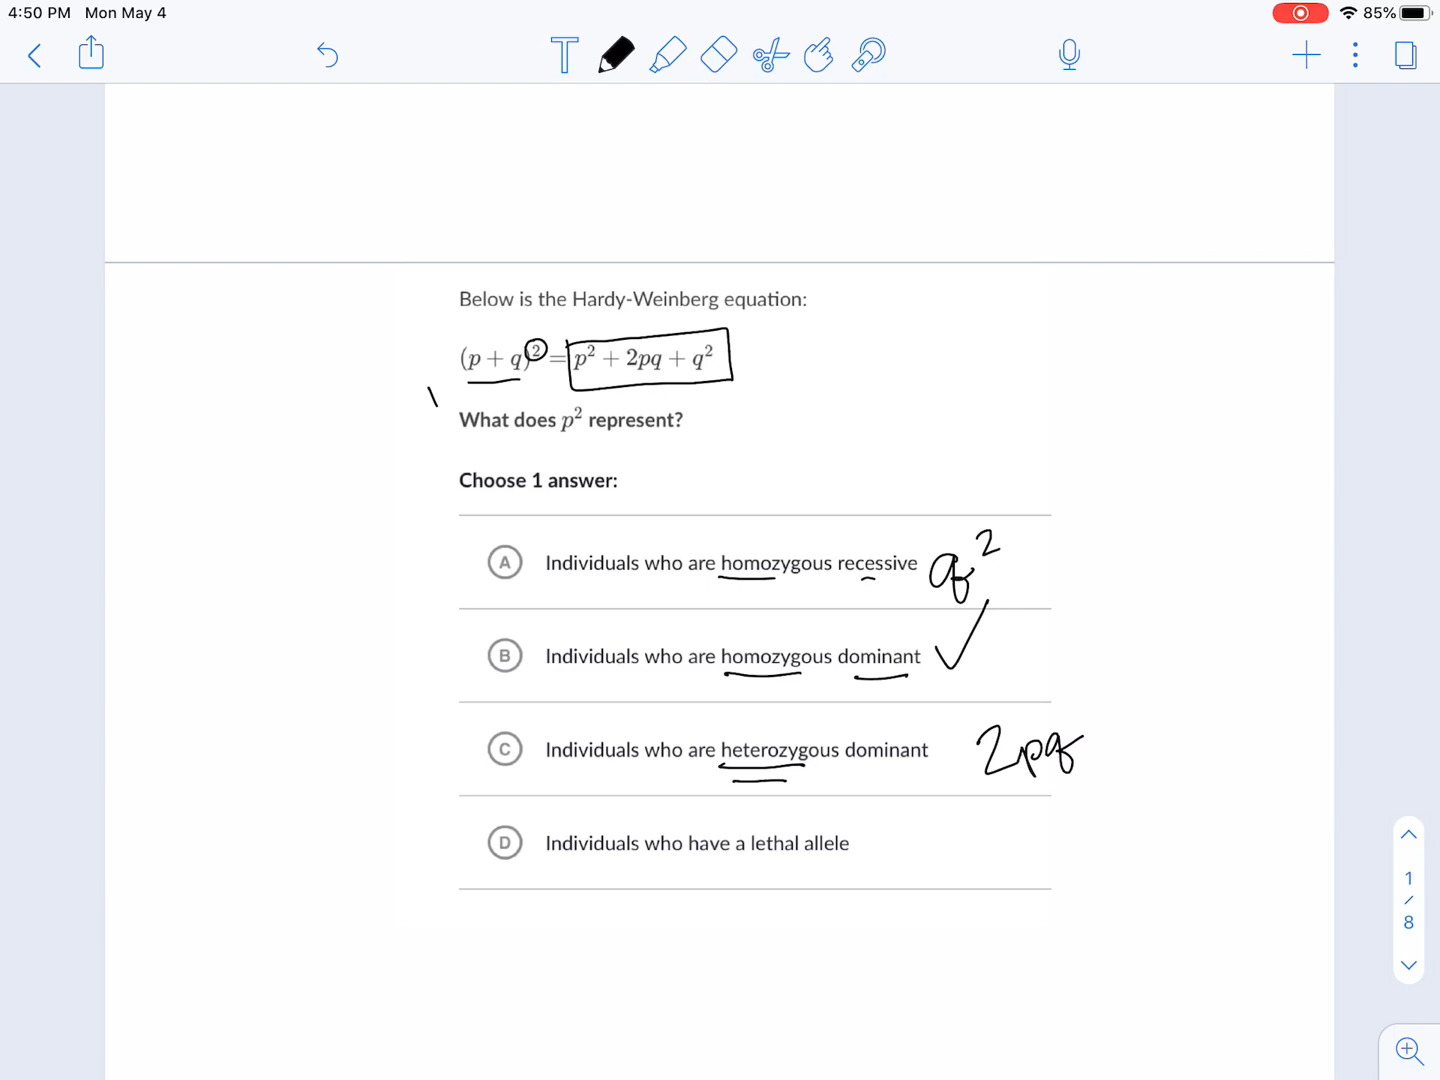 4:50 PM Mon May 4
85%
T
Below is the Hardy-Weinberg equation:
(p + q)² = p² + 2pq + q²
What does p² represent?
Choose 1 answer:
A Individuals who are homozygous recessive q²
B Individuals who are homozygous dominant ✓
C Individuals who are heterozygous dominant 2pq
D Individuals who have a lethal allele
1
/
8